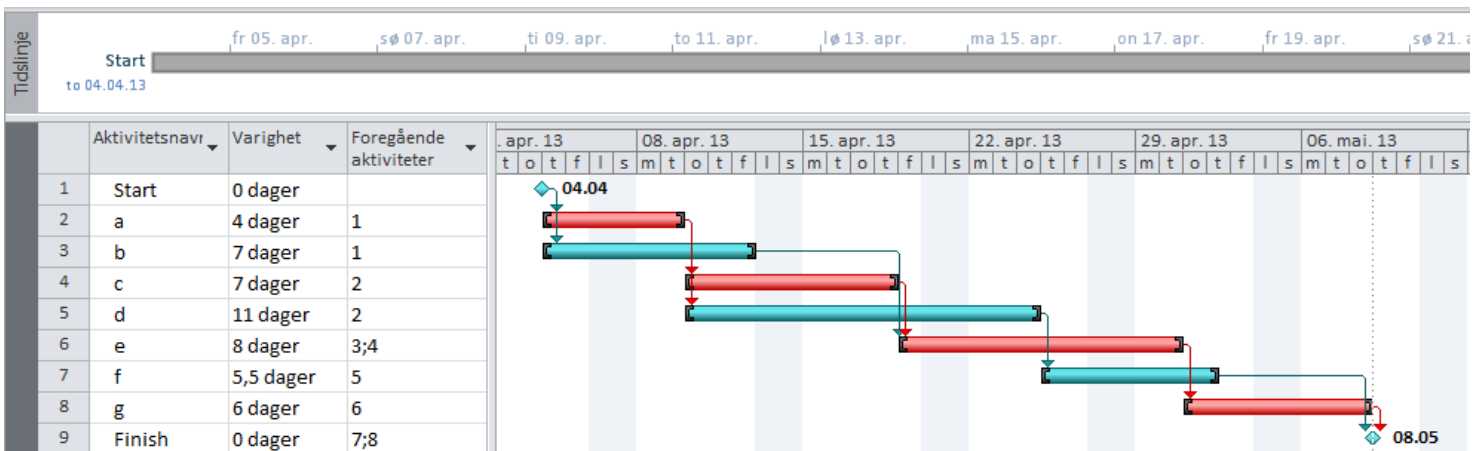 Tidslinje
fr 05. apr. sø 07. apr. ti 09. apr. to 11. apr. lø 13. apr. ma 15. apr. on 17. apr. fr 19. apr. sø 21.
Start
to 04.04.13
Aktivitetsnavr Varighet Foregående aktiviteter . apr. 13 08. apr. 13 15. apr. 13 22. apr. 13 29. apr. 13 06. mai. 13
t o t f l s m t o t f l s m t o t f l s m t o t f l s m t o t f l s m t o t f l s
1 Start 0 dager 04.04
2 a 4 dager 1
3 b 7 dager 1
4 c 7 dager 2
5 d 11 dager 2
6 e 8 dager 3;4
7 f 5,5 dager 5
8 g 6 dager 6
9 Finish 0 dager 7;8 08.05